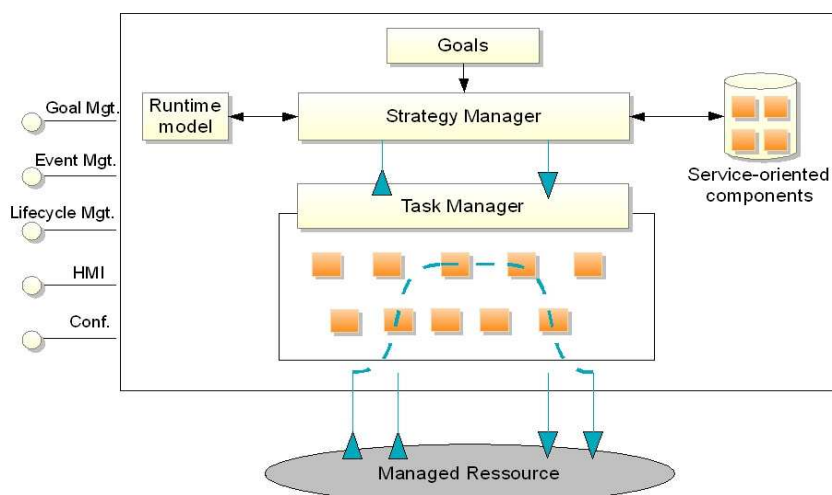 Goals
Goal Mgt.
Runtime
model
Strategy Manager
Event Mgt.
Service-oriented
components
Lifecycle Mgt.
Task Manager
HMI
Conf.
Managed Ressource